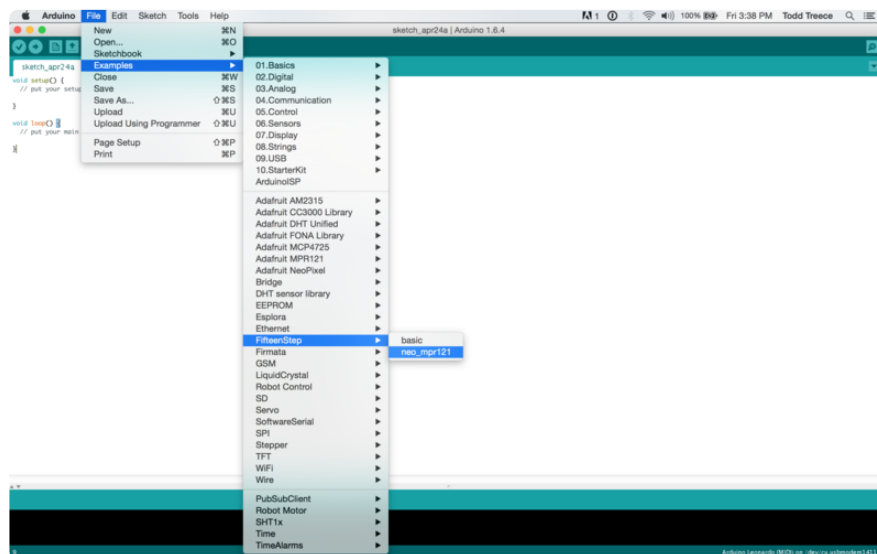 Arduino File Edit Sketch Tools Help 1 100% Fri 3:38 PM Todd Treece
sketch_apr24a | Arduino 1.6.4
New ⌘N
Open... ⌘O
Sketchbook
Examples
Close ⌘W
Save ⌘S
Save As... ⇧⌘S
Upload ⌘U
Upload Using Programmer ⇧⌘U
Page Setup ⇧⌘P
Print ⌘P
sketch_apr24a
void setup() {
// put your setup
}
void loop() {
// put your main
}
01.Basics
02.Digital
03.Analog
04.Communication
05.Control
06.Sensors
07.Display
08.Strings
09.USB
10.StarterKit
ArduinoISP
Adafruit AM2315
Adafruit CC3000 Library
Adafruit DHT Unified
Adafruit FONA Library
Adafruit MCP4725
Adafruit MPR121
Adafruit NeoPixel
Bridge
DHT sensor library
EEPROM
Esplora
Ethernet
FifteenStep
Firmata
GSM
LiquidCrystal
Robot Control
SD
Servo
SoftwareSerial
SPI
Stepper
TFT
WiFi
Wire
PubSubClient
Robot Motor
SHT1x
Time
TimeAlarms
basic
neo_mpr121
Arduino Leonardo (MIDI) on